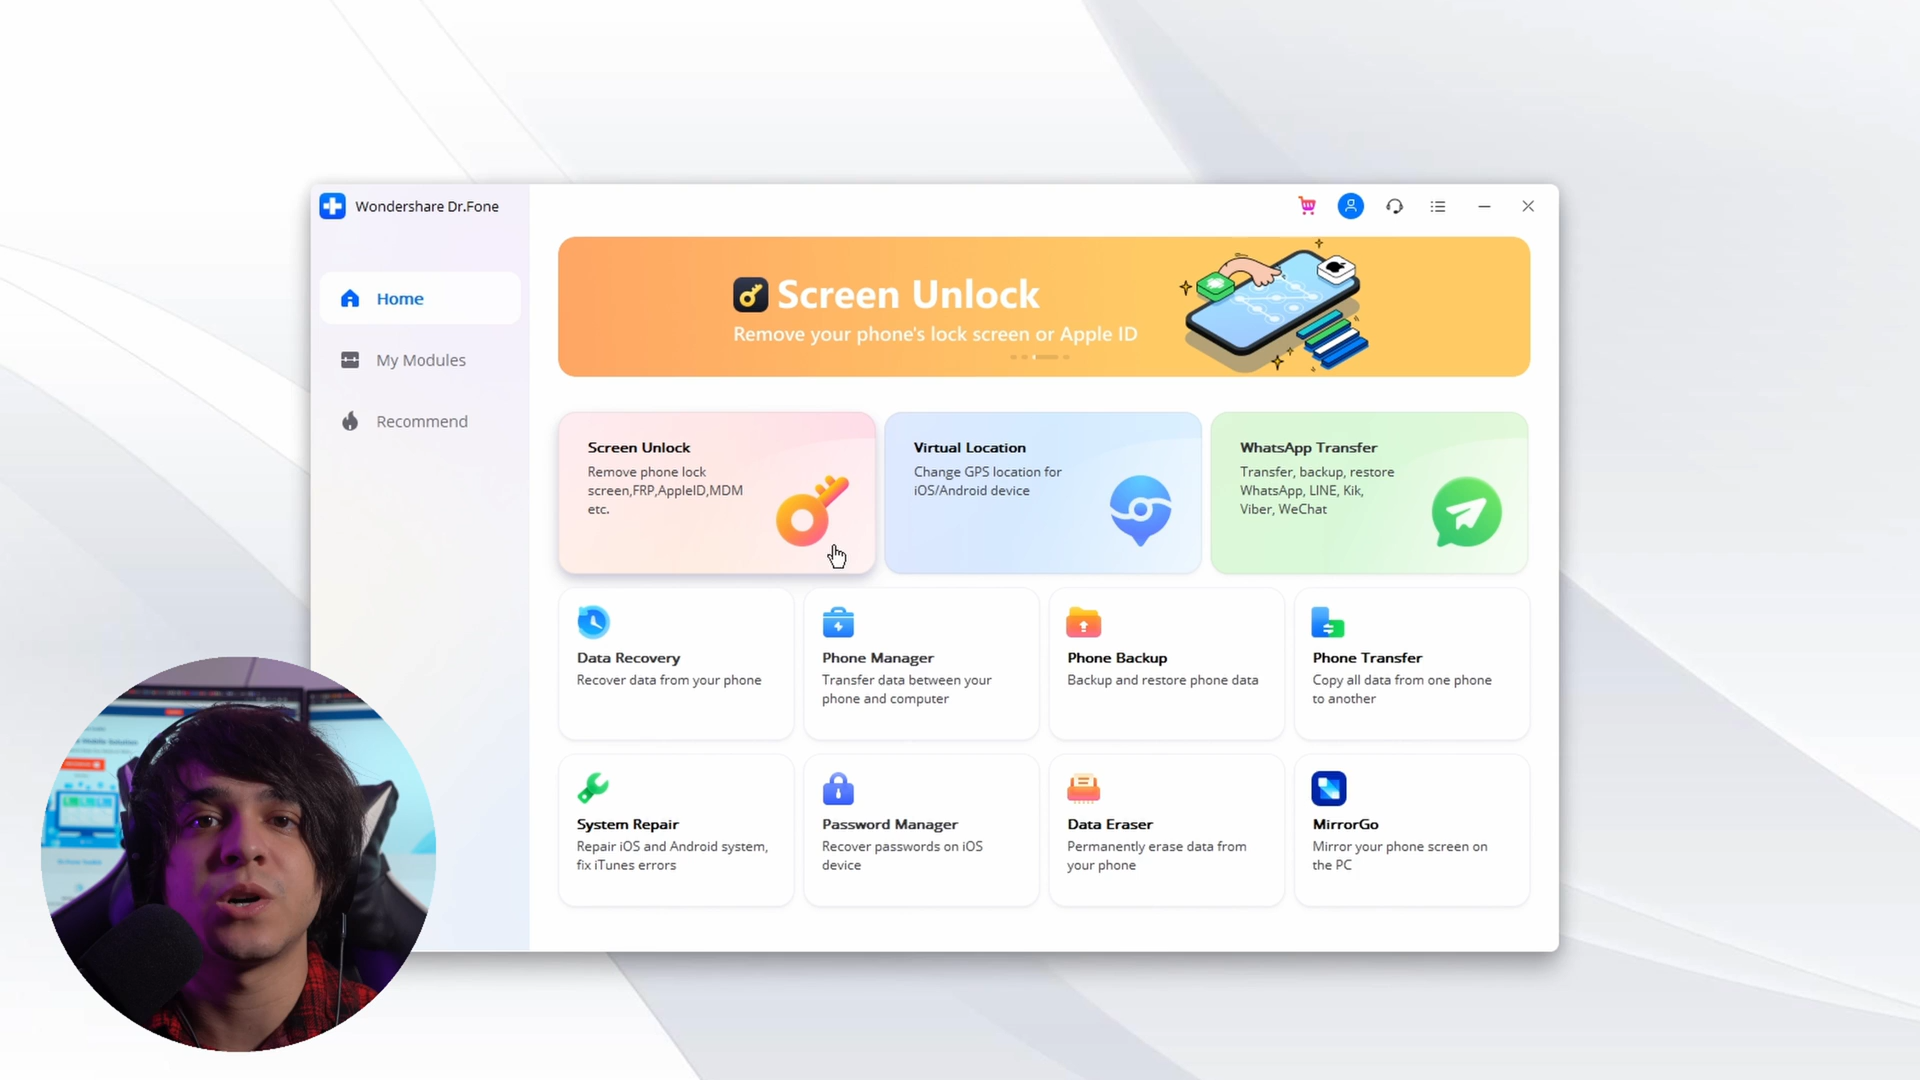 Wondershare Dr.Fone
Home
My Modules
Recommend
Screen Unlock
Remove your phone's lock screen or Apple ID
Screen Unlock
Remove phone lock
screen,FRP,AppleID,MDM
etc.
Virtual Location
Change GPS location for
iOS/Android device
WhatsApp Transfer
Transfer, backup, restore
WhatsApp, LINE, Kik,
Viber, WeChat
Data Recovery
Recover data from your phone
Phone Manager
Transfer data between your
phone and computer
Phone Backup
Backup and restore phone data
Phone Transfer
Copy all data from one phone
to another
System Repair
Repair iOS and Android system,
fix iTunes errors
Password Manager
Recover passwords on iOS
device
Data Eraser
Permanently erase data from
your phone
MirrorGo
Mirror your phone screen on
the PC